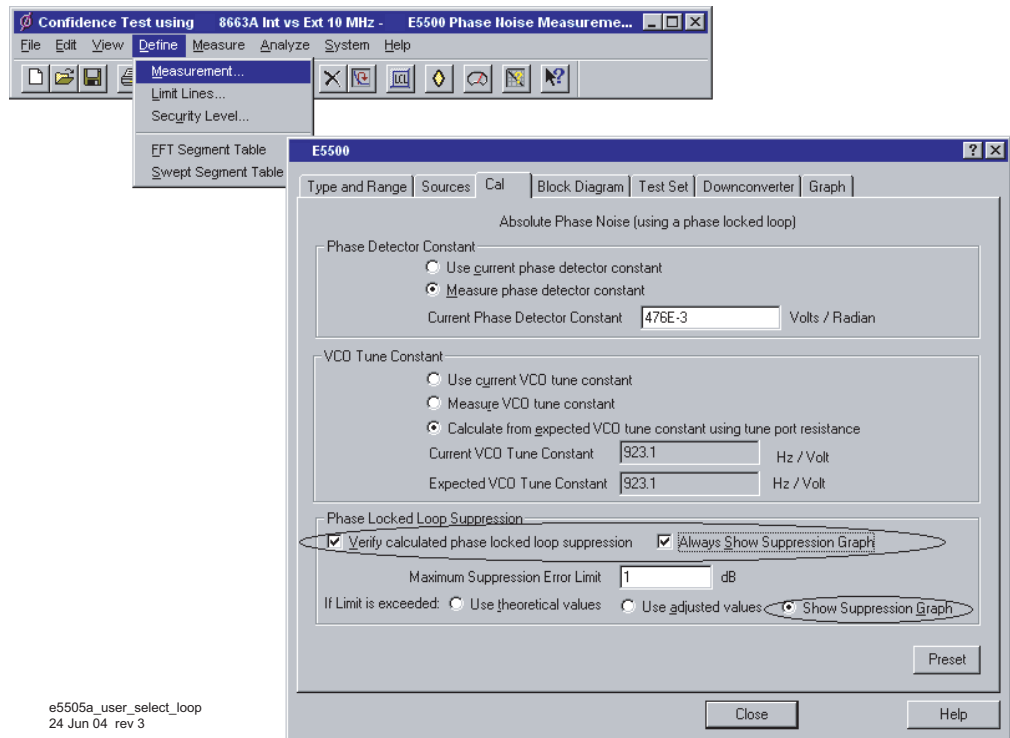 Confidence Test using 8663A Int vs Ext 10 MHz - E5500 Phase Noise Measureme...
File Edit View Define Measure Analyze System Help
Measurement...
Limit Lines...
Security Level...
FFT Segment Table
Swept Segment Table
E5500
Type and Range Sources Cal Block Diagram Test Set Downconverter Graph
Absolute Phase Noise (using a phase locked loop)
Phase Detector Constant
Use current phase detector constant
Measure phase detector constant
Current Phase Detector Constant 476E-3 Volts / Radian
VCO Tune Constant
Use current VCO tune constant
Measure VCO tune constant
Calculate from expected VCO tune constant using tune port resistance
Current VCO Tune Constant 923.1 Hz / Volt
Expected VCO Tune Constant 923.1 Hz / Volt
Phase Locked Loop Suppression
Verify calculated phase locked loop suppression Always Show Suppression Graph
Maximum Suppression Error Limit 1 dB
If Limit is exceeded: Use theoretical values Use adjusted values Show Suppression Graph
Preset
Close Help
e5505a_user_select_loop
24 Jun 04 rev 3